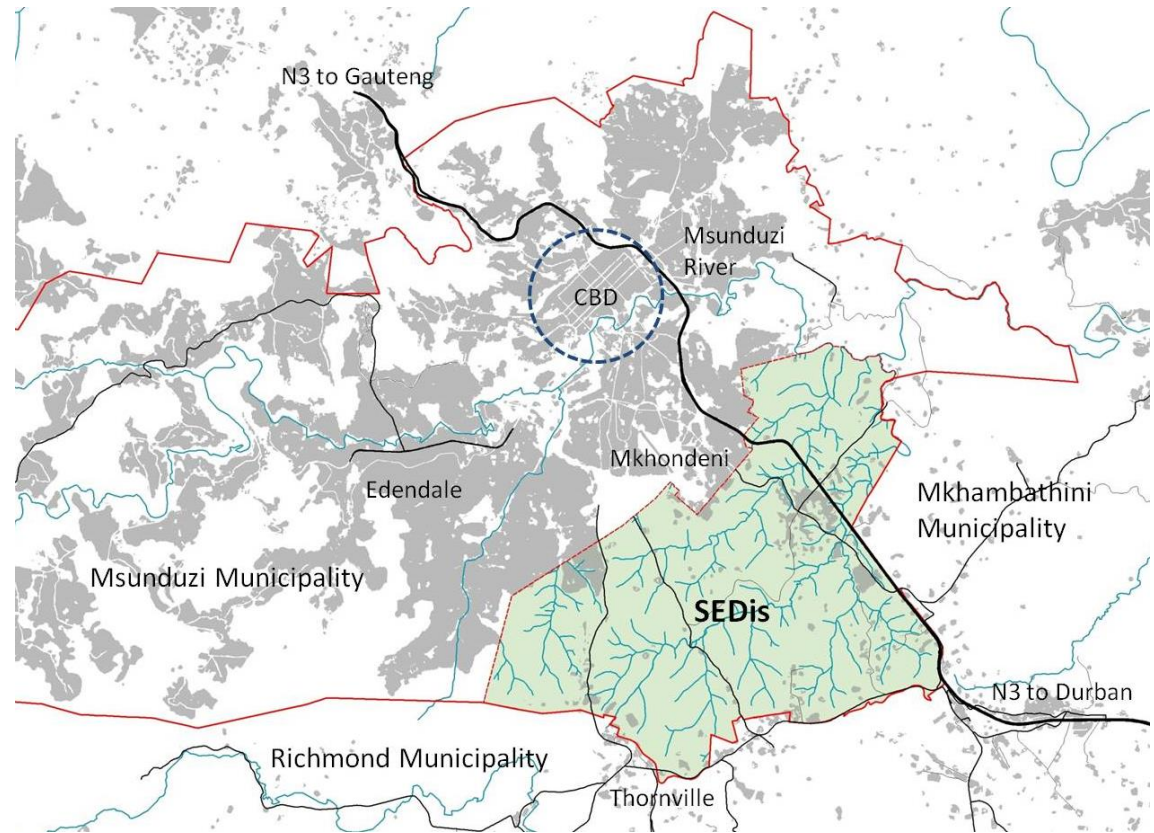 N3 to Gauteng
Msunduzi
River
CBD
Mkhondeni
Edendale
Mkhambathini
Municipality
Msunduzi Municipality
SEDis
N3 to Durban
Richmond Municipality
Thornville